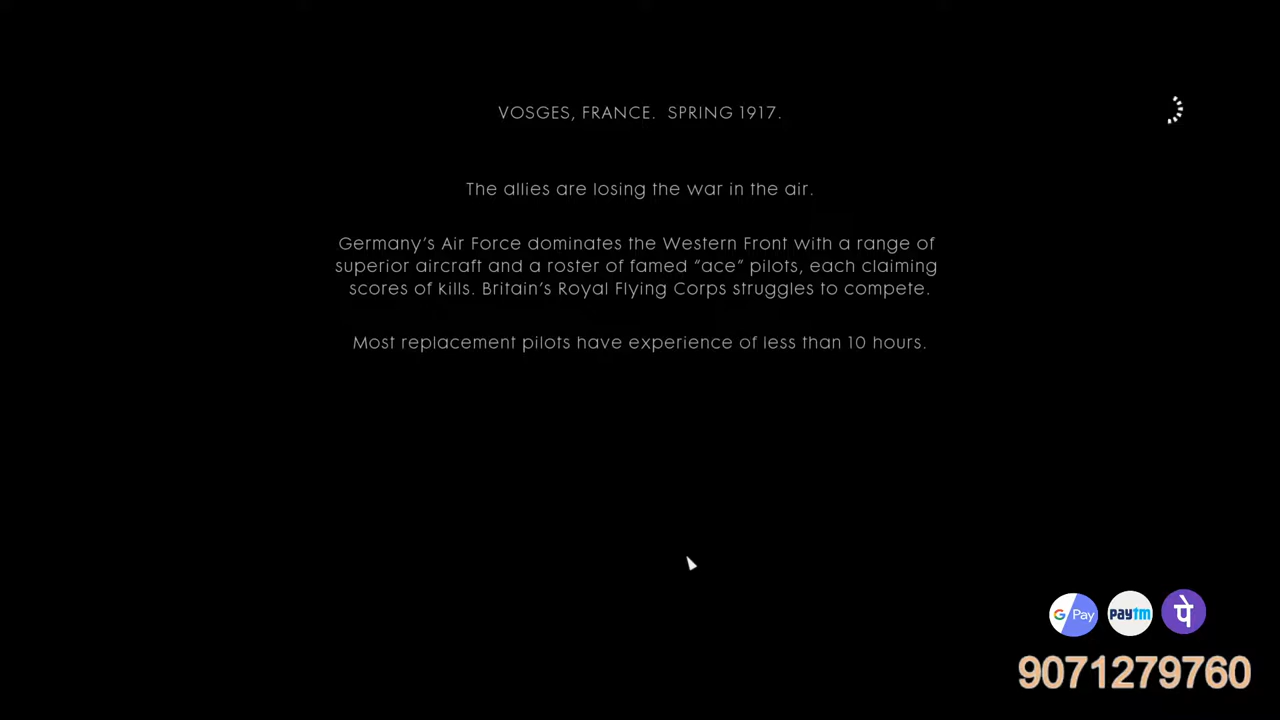 VOSGES, FRANCE. SPRING 1917.
The allies are losing the war in the air.
Germany's Air Force dominates the Western Front with a range of
superior aircraft and a roster of famed “ace” pilots, each claiming
scores of kills. Britain's Royal Flying Corps struggles to compete.
Most replacement pilots have experience of less than 10 hours.
G Pay paytm पे
9071279760